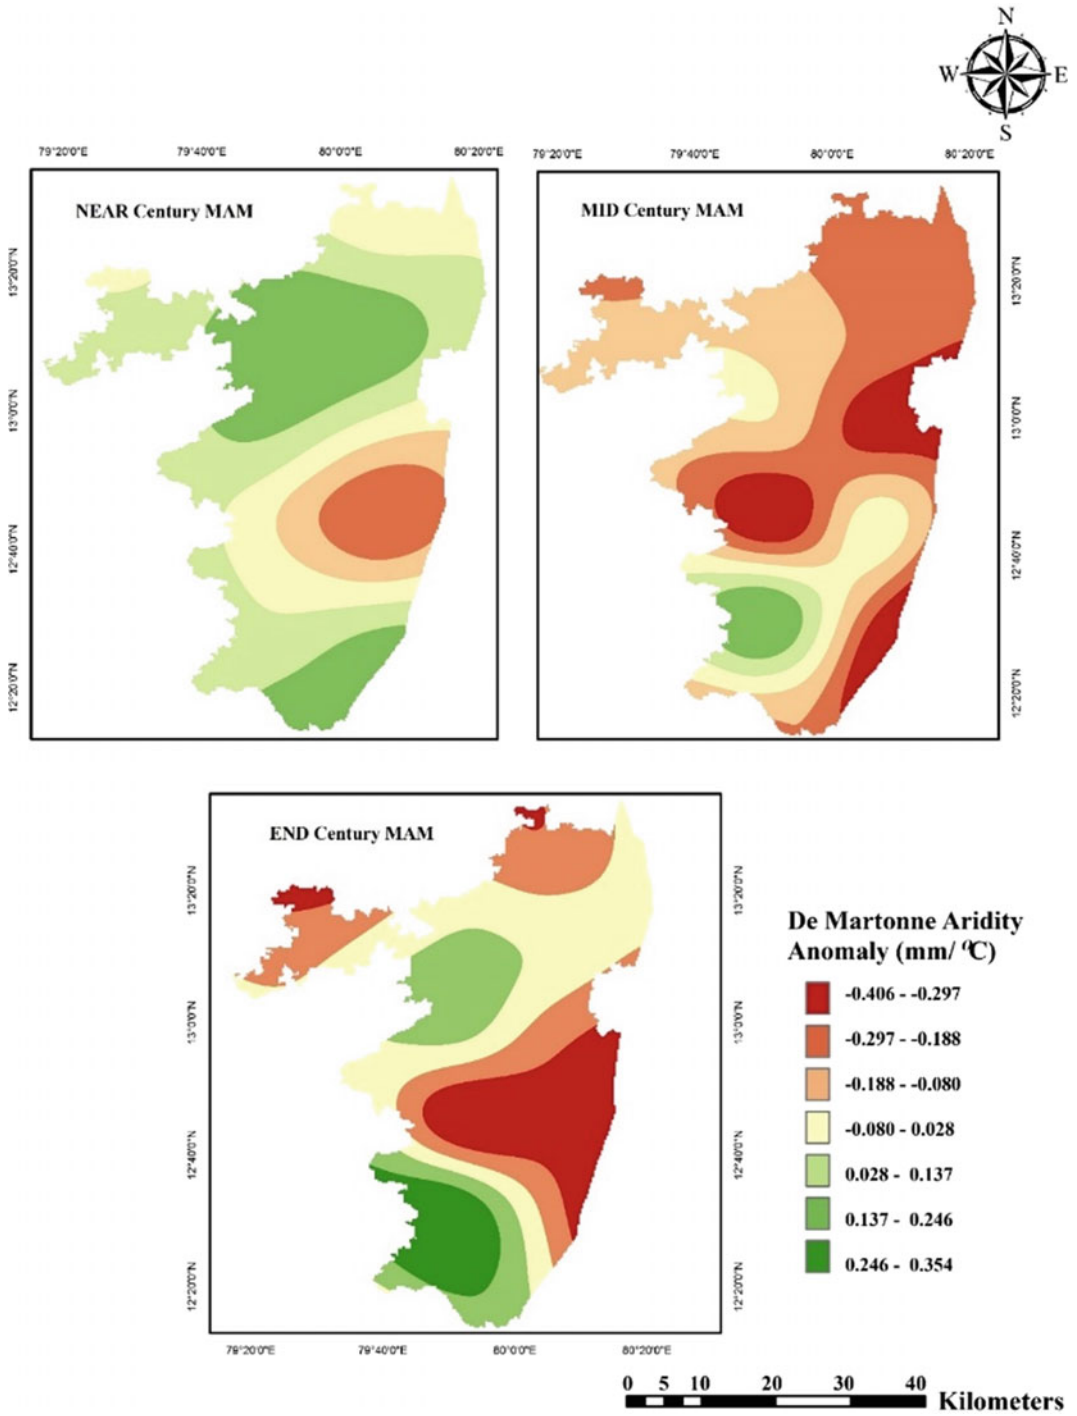 N
W E
S
79°20'0"E 79°40'0"E 80°0'0"E 80°20'0"E
79°20'0"E 79°40'0"E 80°0'0"E 80°20'0"E
NEAR Century MAM
MID Century MAM
13°20'0"N
13°0'0"N
12°40'0"N
12°20'0"N
13°20'0"N
13°0'0"N
12°40'0"N
12°20'0"N
END Century MAM
13°20'0"N
13°0'0"N
12°40'0"N
12°20'0"N
13°20'0"N
13°0'0"N
12°40'0"N
12°20'0"N
79°20'0"E 79°40'0"E 80°0'0"E 80°20'0"E
De Martonne Aridity
Anomaly (mm/ ⁰C)
-0.406 - -0.297
-0.297 - -0.188
-0.188 - -0.080
-0.080 - 0.028
0.028 - 0.137
0.137 - 0.246
0.246 - 0.354
0 5 10 20 30 40
Kilometers